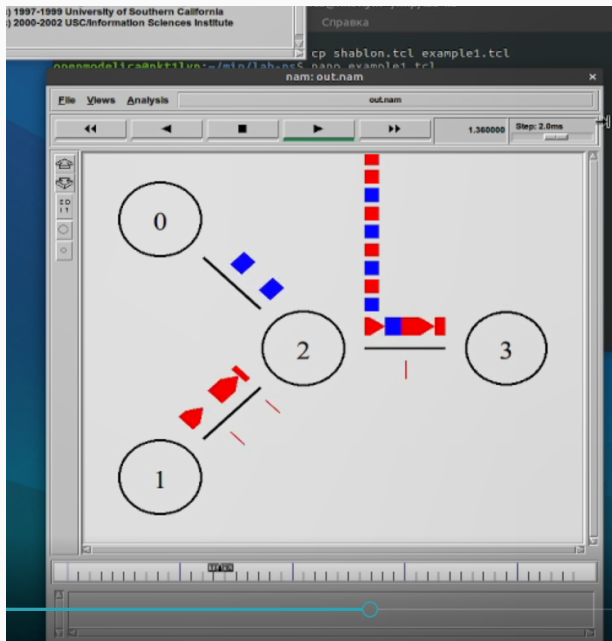 ) 1997-1999 University of Southern California
) 2000-2002 USC/Information Sciences Institute
Справка
cp shablon.tcl example1.tcl
nano example1.tcl
nam: out.nam
File Views Analysis out.nam
1.360000 Step: 2.0ms
0
2
3
1